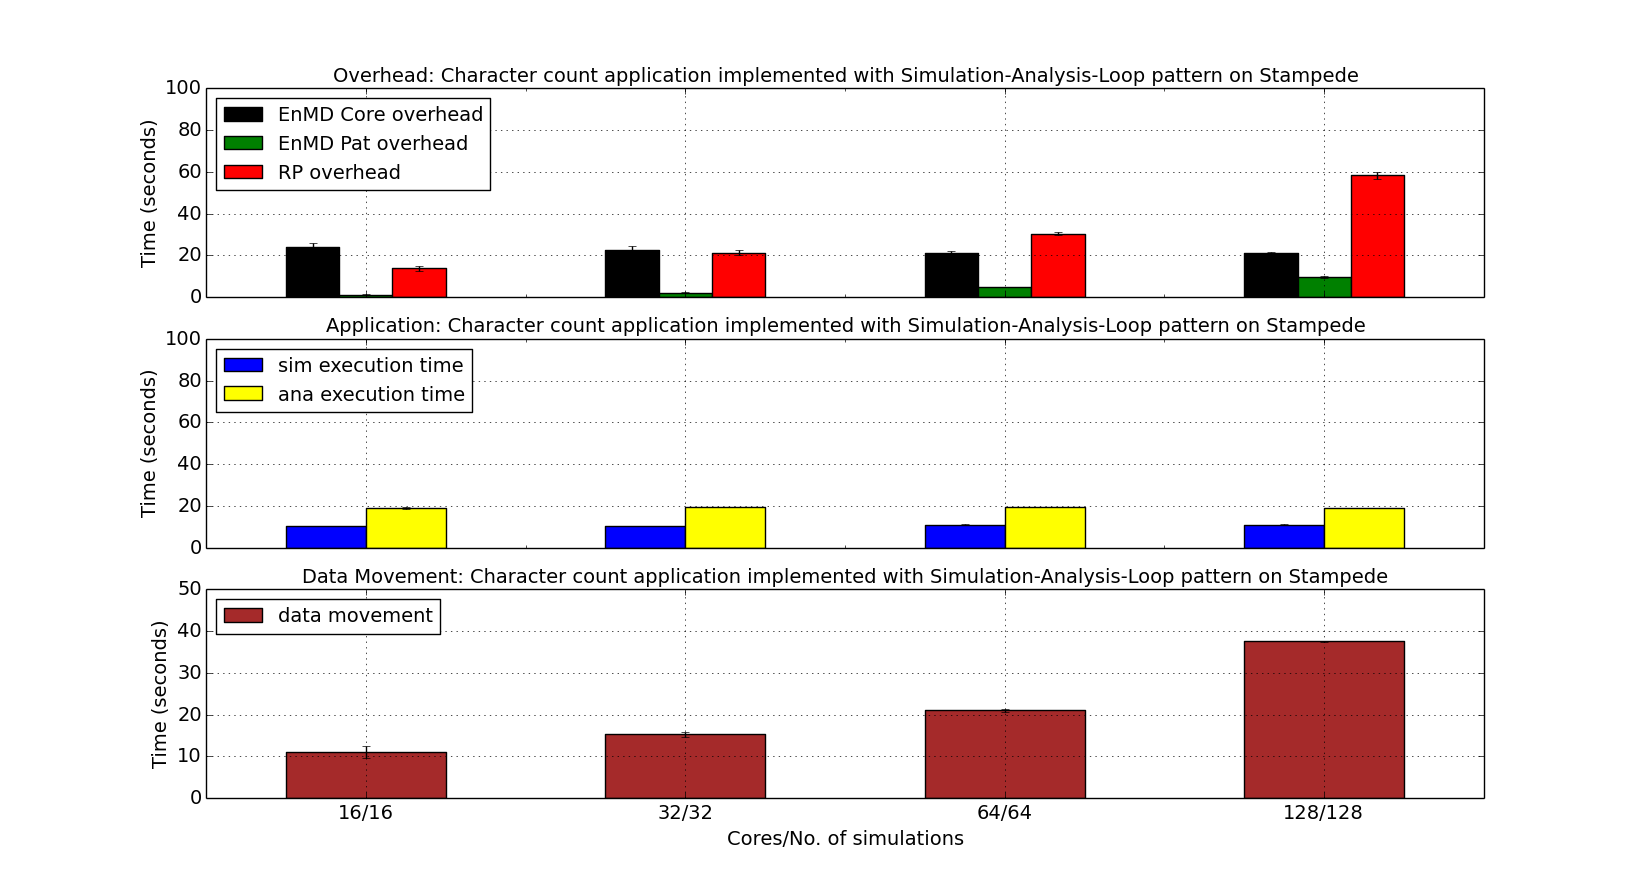 Overhead: Character count application implemented with Simulation-Analysis-Loop pattern on Stampede
100
80
60
40
20
0
Time (seconds)
EnMD Core overhead
EnMD Pat overhead
RP overhead
Application: Character count application implemented with Simulation-Analysis-Loop pattern on Stampede
100
80
60
40
20
0
Time (seconds)
sim execution time
ana execution time
Data Movement: Character count application implemented with Simulation-Analysis-Loop pattern on Stampede
50
40
30
20
10
0
Time (seconds)
data movement
16/16 32/32 64/64 128/128
Cores/No. of simulations